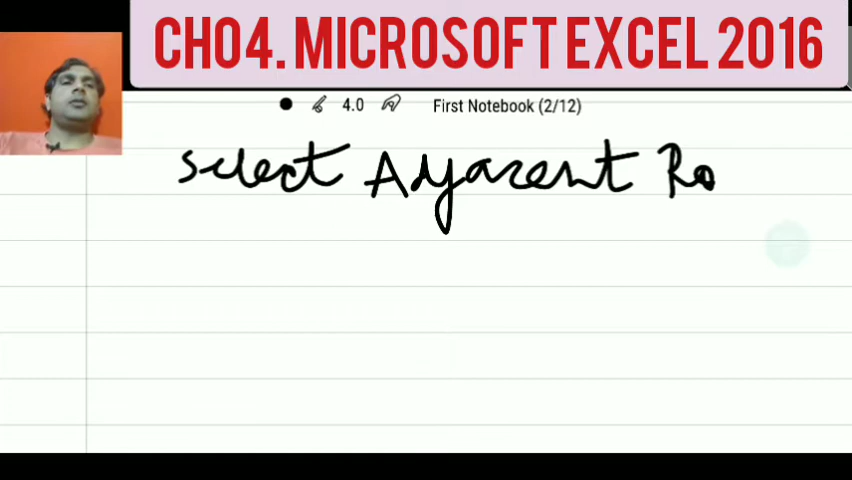 CH04. MICROSOFT EXCEL 2016
4.0 First Notebook (2/12)
Select Adjacent Ro